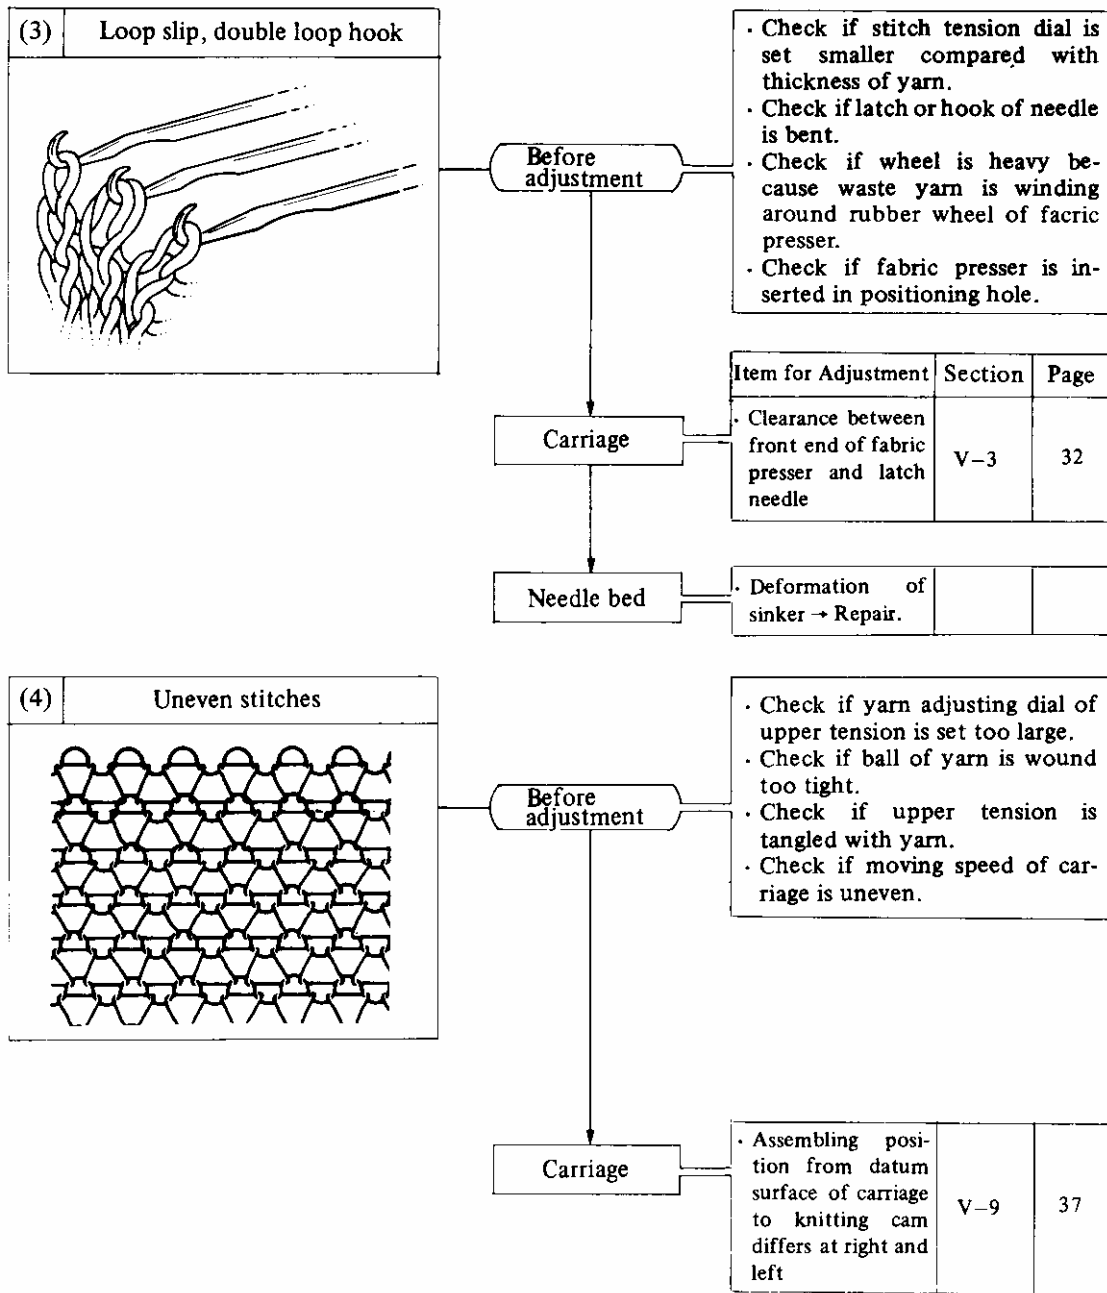 (3) Loop slip, double loop hook
Before
adjustment
· Check if stitch tension dial is
set smaller compared with
thickness of yarn.
· Check if latch or hook of needle
is bent.
· Check if wheel is heavy be-
cause waste yarn is winding
around rubber wheel of facric
presser.
· Check if fabric presser is in-
serted in positioning hole.
Carriage
Item for Adjustment Section Page
· Clearance between
front end of fabric
presser and latch
needle
V-3 32
Needle bed
· Deformation of
sinker → Repair.
(4) Uneven stitches
Before
adjustment
· Check if yarn adjusting dial of
upper tension is set too large.
· Check if ball of yarn is wound
too tight.
· Check if upper tension is
tangled with yarn.
· Check if moving speed of car-
riage is uneven.
Carriage
· Assembling posi-
tion from datum
surface of carriage
to knitting cam
differs at right and
left
V-9 37